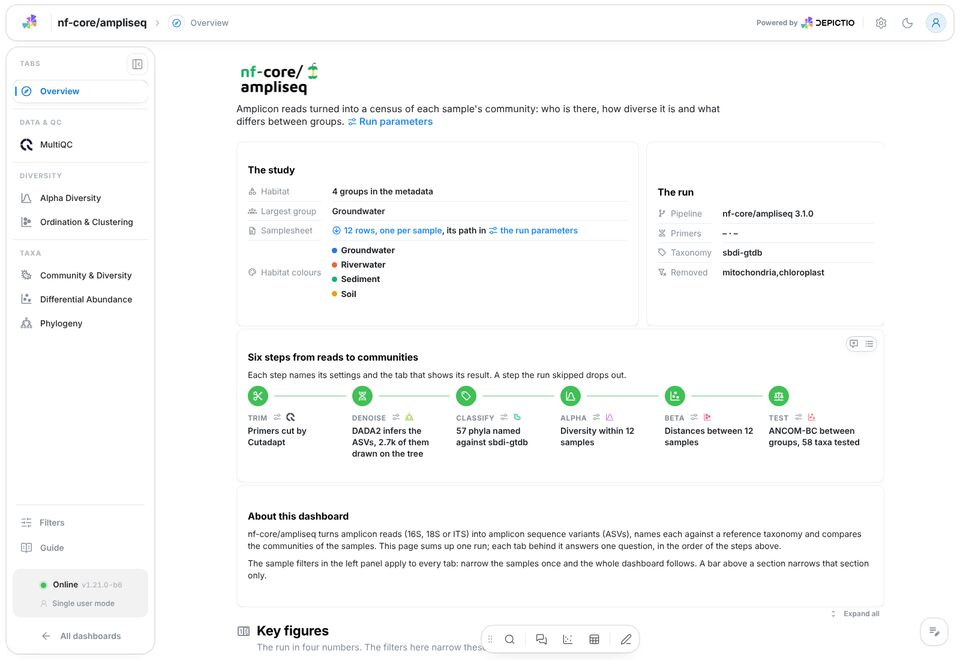 nf-core/ampliseq
Overview
Powered by DEPICTIO
TABS
Overview
DATA & QC
MultiQC
DIVERSITY
Alpha Diversity
Ordination & Clustering
TAXA
Community & Diversity
Differential Abundance
Phylogeny
Filters
Guide
Online v1.21.0-b6
Single user mode
All dashboards
nf-core/
ampliseq
Amplicon reads turned into a census of each sample's community: who is there, how diverse it is and what
differs between groups. Run parameters
The study
Habitat 4 groups in the metadata
Largest group Groundwater
Samplesheet 12 rows, one per sample, its path in the run parameters
Habitat colours
Groundwater
Riverwater
Sediment
Soil
The run
Pipeline nf-core/ampliseq 3.1.0
Primers – · –
Taxonomy sbdi-gtdb
Removed mitochondria,chloroplast
Six steps from reads to communities
Each step names its settings and the tab that shows its result. A step the run skipped drops out.
TRIM
Primers cut by
Cutadapt
DENOISE
DADA2 infers the
ASVs, 2.7k of them
drawn on the tree
CLASSIFY
57 phyla named
against sbdi-gtdb
ALPHA
Diversity within 12
samples
BETA
Distances between 12
samples
TEST
ANCOM-BC between
groups, 58 taxa tested
About this dashboard
nf-core/ampliseq turns amplicon reads (16S, 18S or ITS) into amplicon sequence variants (ASVs), names each against a reference taxonomy and compares
the communities of the samples. This page sums up one run; each tab behind it answers one question, in the order of the steps above.
The sample filters in the left panel apply to every tab: narrow the samples once and the whole dashboard follows. A bar above a section narrows that section
only.
Expand all
Key figures
The run in four numbers. The filters here narrow these